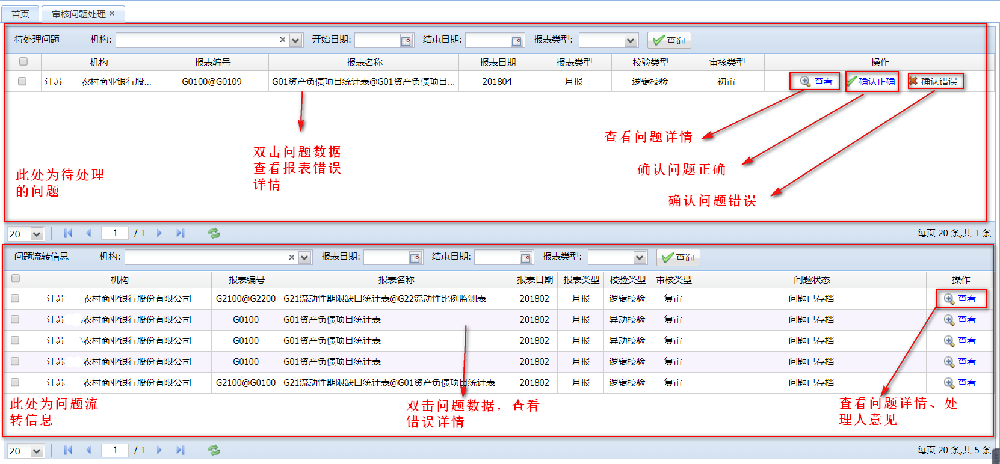 首页 审核问题处理
待处理问题 机构: 开始日期: 结束日期: 报表类型: 查询
机构 报表编号 报表名称 报表日期 报表类型 校验类型 审核类型 操作
江苏 农村商业银行股... G0100@G0109 G01资产负债项目统计表@G01资产负债项目... 201804 月报 逻辑校验 初审 查看 确认正确 确认错误
查看问题详情
双击问题数据
查看报表错误
详情
确认问题正确
此处为待处理
的问题
确认问题错误
20 1 / 1 每页 20 条,共 1 条
问题流转信息 机构: 报表日期: 结束日期: 报表类型: 查询
机构 报表编号 报表名称 报表日期 报表类型 校验类型 审核类型 问题状态 操作
江苏 农村商业银行股份有限公司 G2100@G2200 G21流动性期限缺口统计表@G22流动性比例监测表 201802 月报 逻辑校验 复审 问题已存档 查看
江苏 农村商业银行股份有限公司 G0100 G01资产负债项目统计表 201802 月报 异动校验 复审 问题已存档 查看
江苏 农村商业银行股份有限公司 G0100 G01资产负债项目统计表 201802 月报 异动校验 复审 问题已存档 查看
江苏 农村商业银行股份有限公司 G0100 G01资产负债项目统计表 201802 月报 逻辑校验 复审 问题已存档 查看
江苏 农村商业银行股份有限公司 G2100@G0100 G21流动性期限缺口统计表@G01资产负债项目统计表 201802 月报 逻辑校验 复审 问题已存档 查看
此处为问题流
转信息
双击问题数据，查看
错误详情
查看问题详情、处
理人意见
20 1 / 1 每页 20 条,共 5 条